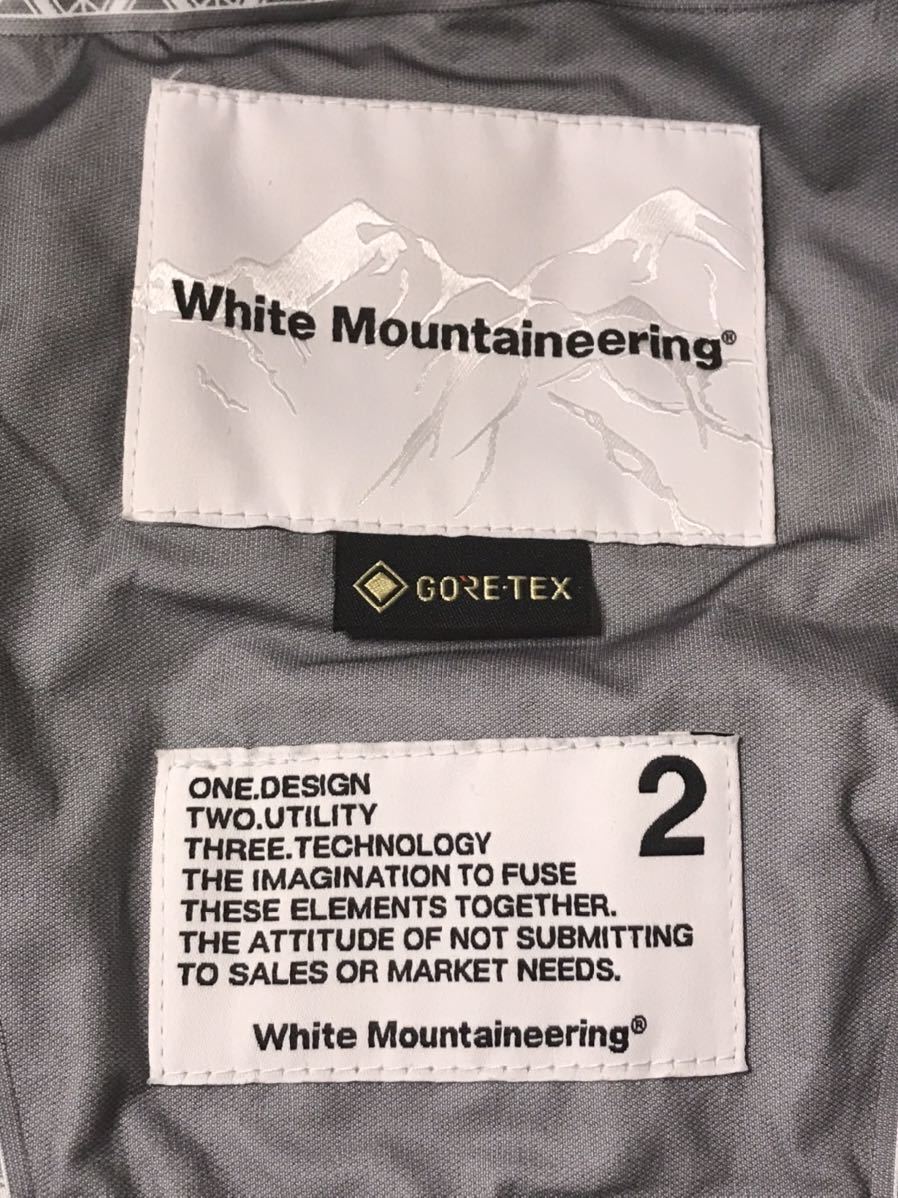 White Mountaineering®
GORE-TEX
ONE.DESIGN
TWO.UTILITY
THREE.TECHNOLOGY
THE IMAGINATION TO FUSE
THESE ELEMENTS TOGETHER.
THE ATTITUDE OF NOT SUBMITTING
TO SALES OR MARKET NEEDS.
2
White Mountaineering®